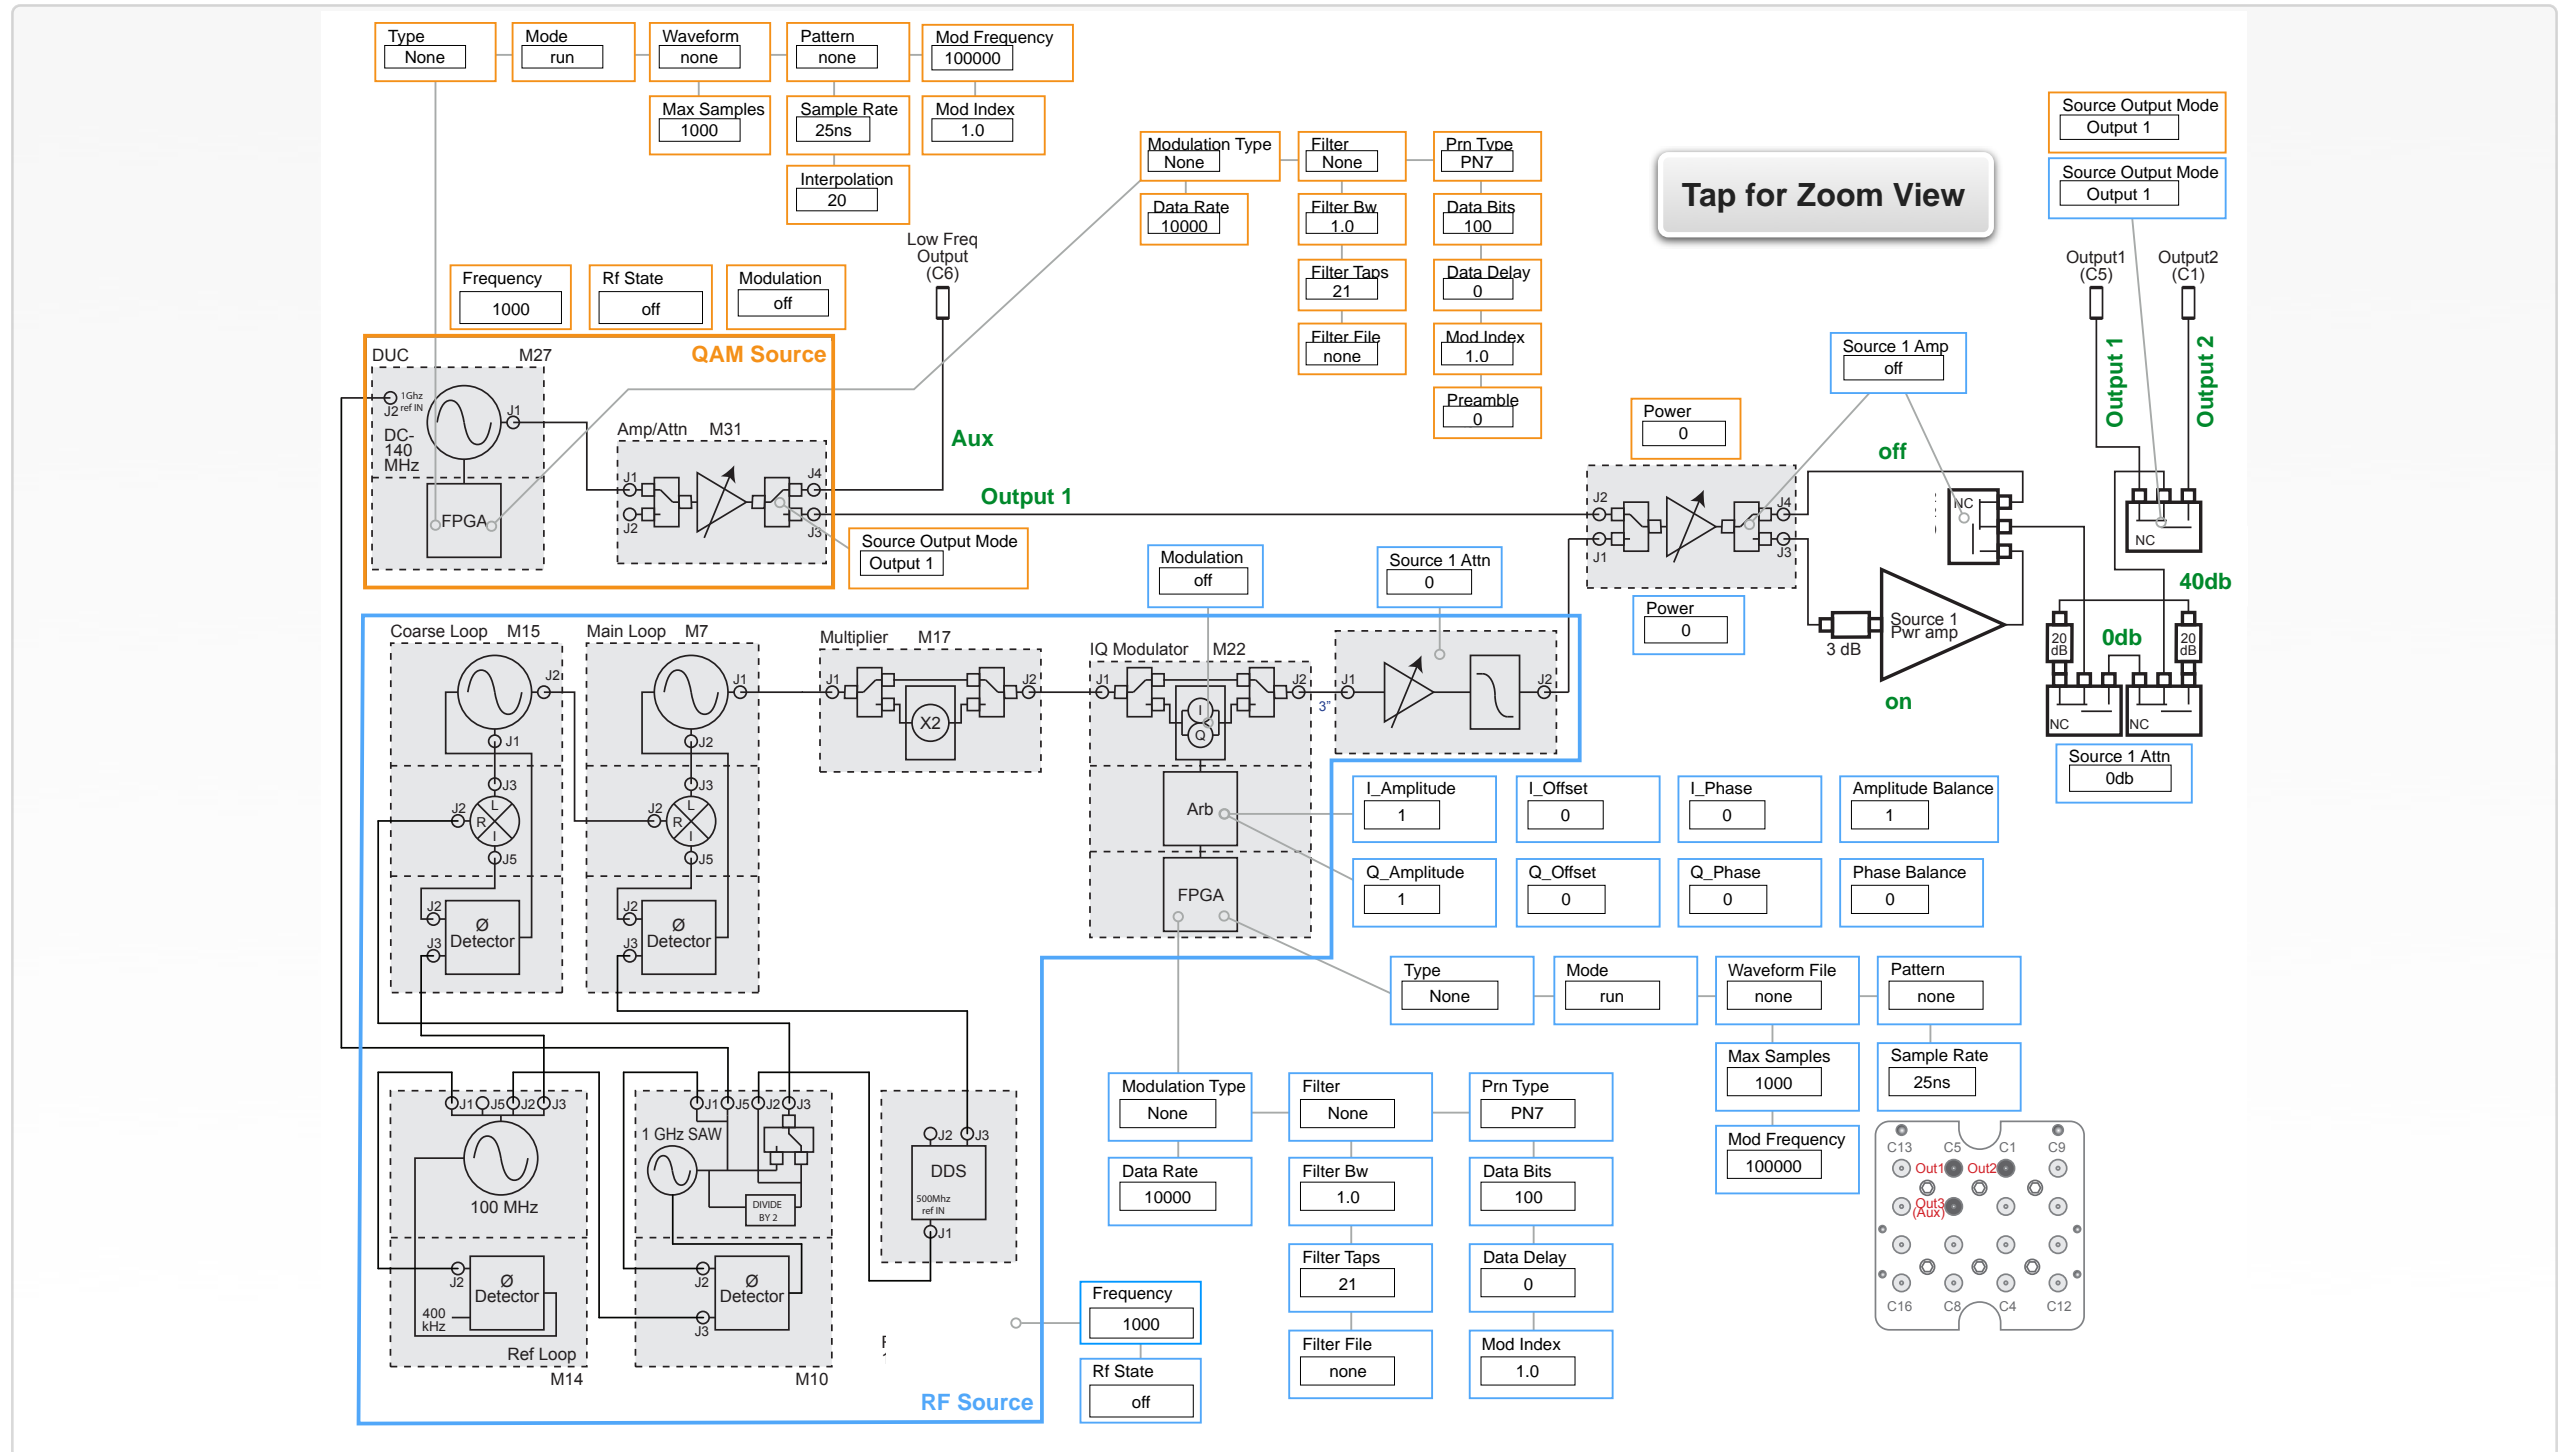 Type
None
Mode
run
Waveform
none
Pattern
none
Mod Frequency
100000
Max Samples
1000
Sample Rate
25ns
Mod Index
1.0
Interpolation
20
Modulation Type
None
Filter
None
Prn Type
PN7
Data Rate
10000
Filter Bw
1.0
Data Bits
100
Filter Taps
21
Data Delay
0
Filter File
none
Mod Index
1.0
Preamble
0
Tap for Zoom View
Source Output Mode
Output 1
Source Output Mode
Output 1
Output1
(C5)
Output2
(C1)
Output 1
Output 2
Low Freq
Output
(C6)
Frequency
1000
Rf State
off
Modulation
off
QAM Source
DUC
M27
1Ghz
ref IN
J2
J1
DC-
140
MHz
FPGA
Amp/Attn
M31
J1
J2
J4
J3
Aux
Output 1
Source Output Mode
Output 1
Source 1 Amp
off
Power
0
off
J2
J1
J4
J3
Power
0
NC
NC
3 dB
Source 1
Pwr amp
on
40db
20
dB
0db
20
dB
NC
NC
Source 1 Attn
0db
Modulation
off
Source 1 Attn
0
Coarse Loop
M15
J2
J1
J3
J2
L
R
I
J5
J2
J3
Ø
Detector
Main Loop
M7
J1
J2
J3
J2
L
R
I
J5
J2
J3
Ø
Detector
Multiplier
M17
J1
J2
X2
IQ Modulator
M22
J1
J2
I
Q
Arb
FPGA
3"
J1
J2
I_Amplitude
1
I_Offset
0
I_Phase
0
Amplitude Balance
1
Q_Amplitude
1
Q_Offset
0
Q_Phase
0
Phase Balance
0
Type
None
Mode
run
Waveform File
none
Pattern
none
Max Samples
1000
Sample Rate
25ns
Mod Frequency
100000
Modulation Type
None
Filter
None
Prn Type
PN7
Data Rate
10000
Filter Bw
1.0
Data Bits
100
Filter Taps
21
Data Delay
0
Filter File
none
Mod Index
1.0
J1
J5
J2
J3
100 MHz
J2
Ø
Detector
400
kHz
Ref Loop
M14
J1
J5
J2
J3
1 GHz SAW
DIVIDE
BY 2
J2
Ø
Detector
J3
M10
J2
J3
DDS
500Mhz
ref IN
J1
Frequency
1000
Rf State
off
RF Source
C13
C5
C1
C9
Out1
Out2
Out3
(Aux)
C16
C8
C4
C12